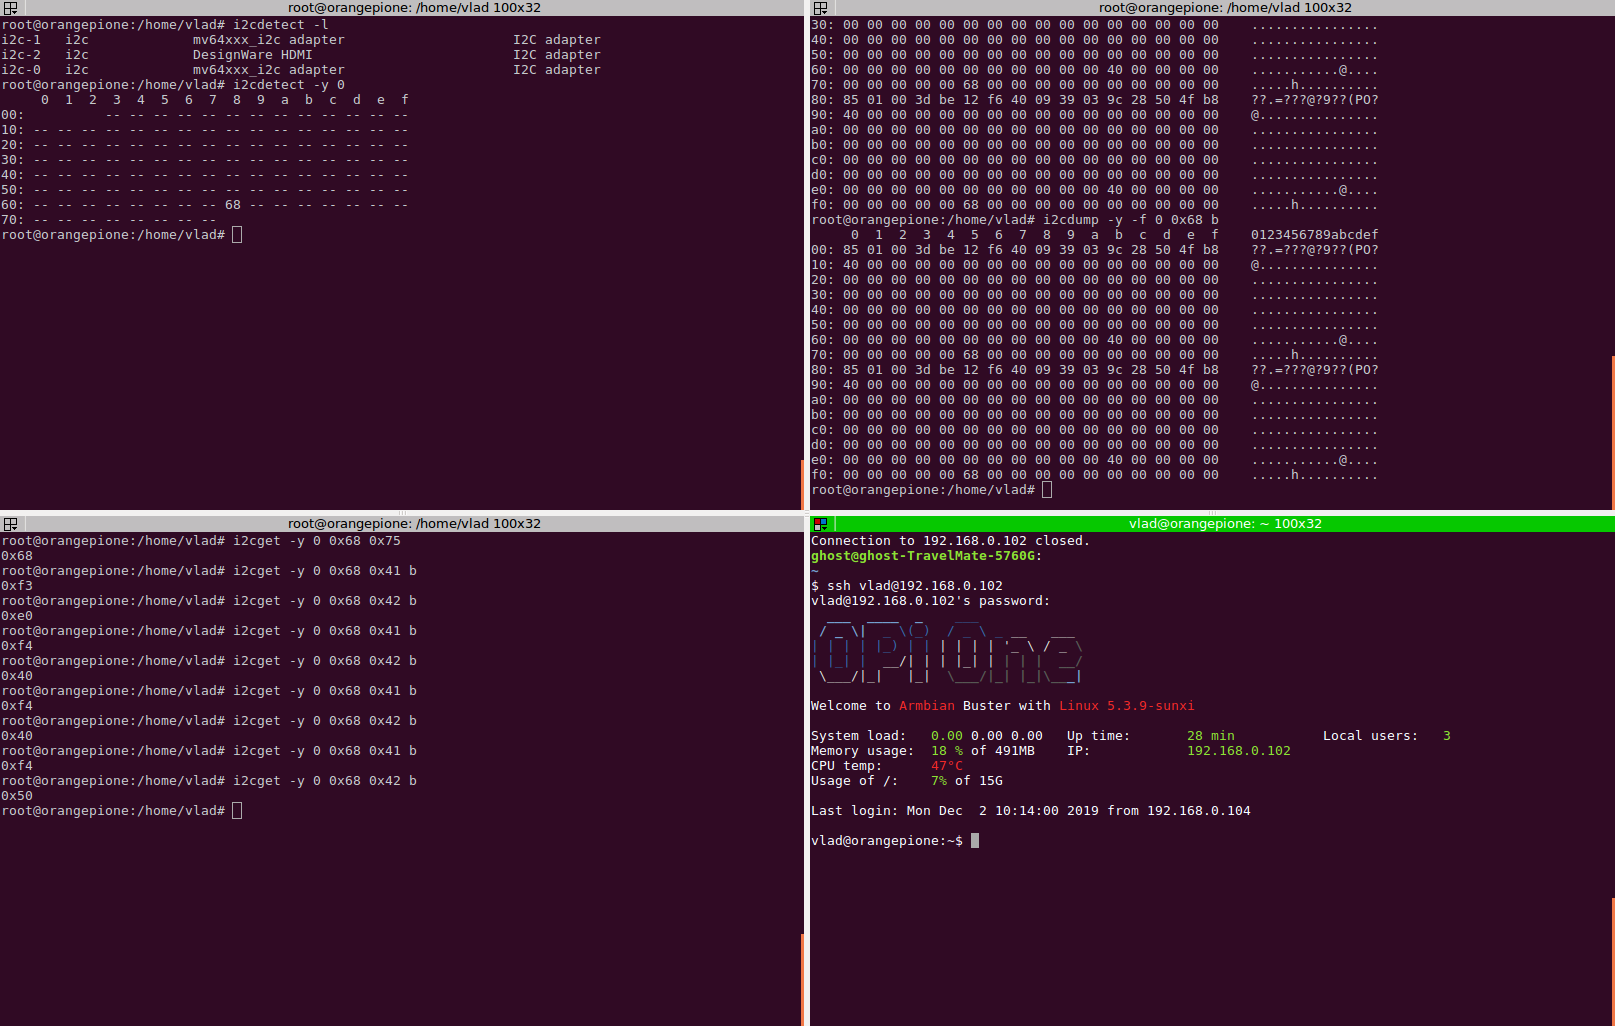 root@orangepione: /home/vlad 100x32
root@orangepione:/home/vlad# i2cdetect -l
i2c-1   i2c             mv64xxx_i2c adapter                     I2C adapter
i2c-2   i2c             DesignWare HDMI                         I2C adapter
i2c-0   i2c             mv64xxx_i2c adapter                     I2C adapter
root@orangepione:/home/vlad# i2cdetect -y 0
     0  1  2  3  4  5  6  7  8  9  a  b  c  d  e  f
00:          -- -- -- -- -- -- -- -- -- -- -- -- --
10: -- -- -- -- -- -- -- -- -- -- -- -- -- -- -- --
20: -- -- -- -- -- -- -- -- -- -- -- -- -- -- -- --
30: -- -- -- -- -- -- -- -- -- -- -- -- -- -- -- --
40: -- -- -- -- -- -- -- -- -- -- -- -- -- -- -- --
50: -- -- -- -- -- -- -- -- -- -- -- -- -- -- -- --
60: -- -- -- -- -- -- -- -- 68 -- -- -- -- -- -- --
70: -- -- -- -- -- -- -- --
root@orangepione:/home/vlad#
root@orangepione: /home/vlad 100x32
30: 00 00 00 00 00 00 00 00 00 00 00 00 00 00 00 00    ................
40: 00 00 00 00 00 00 00 00 00 00 00 00 00 00 00 00    ................
50: 00 00 00 00 00 00 00 00 00 00 00 00 00 00 00 00    ................
60: 00 00 00 00 00 00 00 00 00 00 00 40 00 00 00 00    ...........@....
70: 00 00 00 00 00 68 00 00 00 00 00 00 00 00 00 00    .....h..........
80: 85 01 00 3d be 12 f6 40 09 39 03 9c 28 50 4f b8    ??.=???@?9??(PO?
90: 40 00 00 00 00 00 00 00 00 00 00 00 00 00 00 00    @...............
a0: 00 00 00 00 00 00 00 00 00 00 00 00 00 00 00 00    ................
b0: 00 00 00 00 00 00 00 00 00 00 00 00 00 00 00 00    ................
c0: 00 00 00 00 00 00 00 00 00 00 00 00 00 00 00 00    ................
d0: 00 00 00 00 00 00 00 00 00 00 00 00 00 00 00 00    ................
e0: 00 00 00 00 00 00 00 00 00 00 00 40 00 00 00 00    ...........@....
f0: 00 00 00 00 00 68 00 00 00 00 00 00 00 00 00 00    .....h..........
root@orangepione:/home/vlad# i2cdump -y -f 0 0x68 b
     0  1  2  3  4  5  6  7  8  9  a  b  c  d  e  f    0123456789abcdef
00: 85 01 00 3d be 12 f6 40 09 39 03 9c 28 50 4f b8    ??.=???@?9??(PO?
10: 40 00 00 00 00 00 00 00 00 00 00 00 00 00 00 00    @...............
20: 00 00 00 00 00 00 00 00 00 00 00 00 00 00 00 00    ................
30: 00 00 00 00 00 00 00 00 00 00 00 00 00 00 00 00    ................
40: 00 00 00 00 00 00 00 00 00 00 00 00 00 00 00 00    ................
50: 00 00 00 00 00 00 00 00 00 00 00 00 00 00 00 00    ................
60: 00 00 00 00 00 00 00 00 00 00 00 40 00 00 00 00    ...........@....
70: 00 00 00 00 00 68 00 00 00 00 00 00 00 00 00 00    .....h..........
80: 85 01 00 3d be 12 f6 40 09 39 03 9c 28 50 4f b8    ??.=???@?9??(PO?
90: 40 00 00 00 00 00 00 00 00 00 00 00 00 00 00 00    @...............
a0: 00 00 00 00 00 00 00 00 00 00 00 00 00 00 00 00    ................
b0: 00 00 00 00 00 00 00 00 00 00 00 00 00 00 00 00    ................
c0: 00 00 00 00 00 00 00 00 00 00 00 00 00 00 00 00    ................
d0: 00 00 00 00 00 00 00 00 00 00 00 00 00 00 00 00    ................
e0: 00 00 00 00 00 00 00 00 00 00 00 40 00 00 00 00    ...........@....
f0: 00 00 00 00 00 68 00 00 00 00 00 00 00 00 00 00    .....h..........
root@orangepione:/home/vlad#
root@orangepione: /home/vlad 100x32
root@orangepione:/home/vlad# i2cget -y 0 0x68 0x75
0x68
root@orangepione:/home/vlad# i2cget -y 0 0x68 0x41 b
0xf3
root@orangepione:/home/vlad# i2cget -y 0 0x68 0x42 b
0xe0
root@orangepione:/home/vlad# i2cget -y 0 0x68 0x41 b
0xf4
root@orangepione:/home/vlad# i2cget -y 0 0x68 0x42 b
0x40
root@orangepione:/home/vlad# i2cget -y 0 0x68 0x41 b
0xf4
root@orangepione:/home/vlad# i2cget -y 0 0x68 0x42 b
0x40
root@orangepione:/home/vlad# i2cget -y 0 0x68 0x41 b
0xf4
root@orangepione:/home/vlad# i2cget -y 0 0x68 0x42 b
0x50
root@orangepione:/home/vlad#
vlad@orangepione: ~ 100x32
Connection to 192.168.0.102 closed.
ghost@ghost-TravelMate-5760G:
~
$ ssh vlad@192.168.0.102
vlad@192.168.0.102's password:
OPi One
Welcome to Armbian Buster with Linux 5.3.9-sunxi
System load:   0.00 0.00 0.00   Up time:       28 min           Local users:   3
Memory usage:  18 % of 491MB    IP:            192.168.0.102
CPU temp:      47°C
Usage of /:    7% of 15G
Last login: Mon Dec  2 10:14:00 2019 from 192.168.0.104
vlad@orangepione:~$